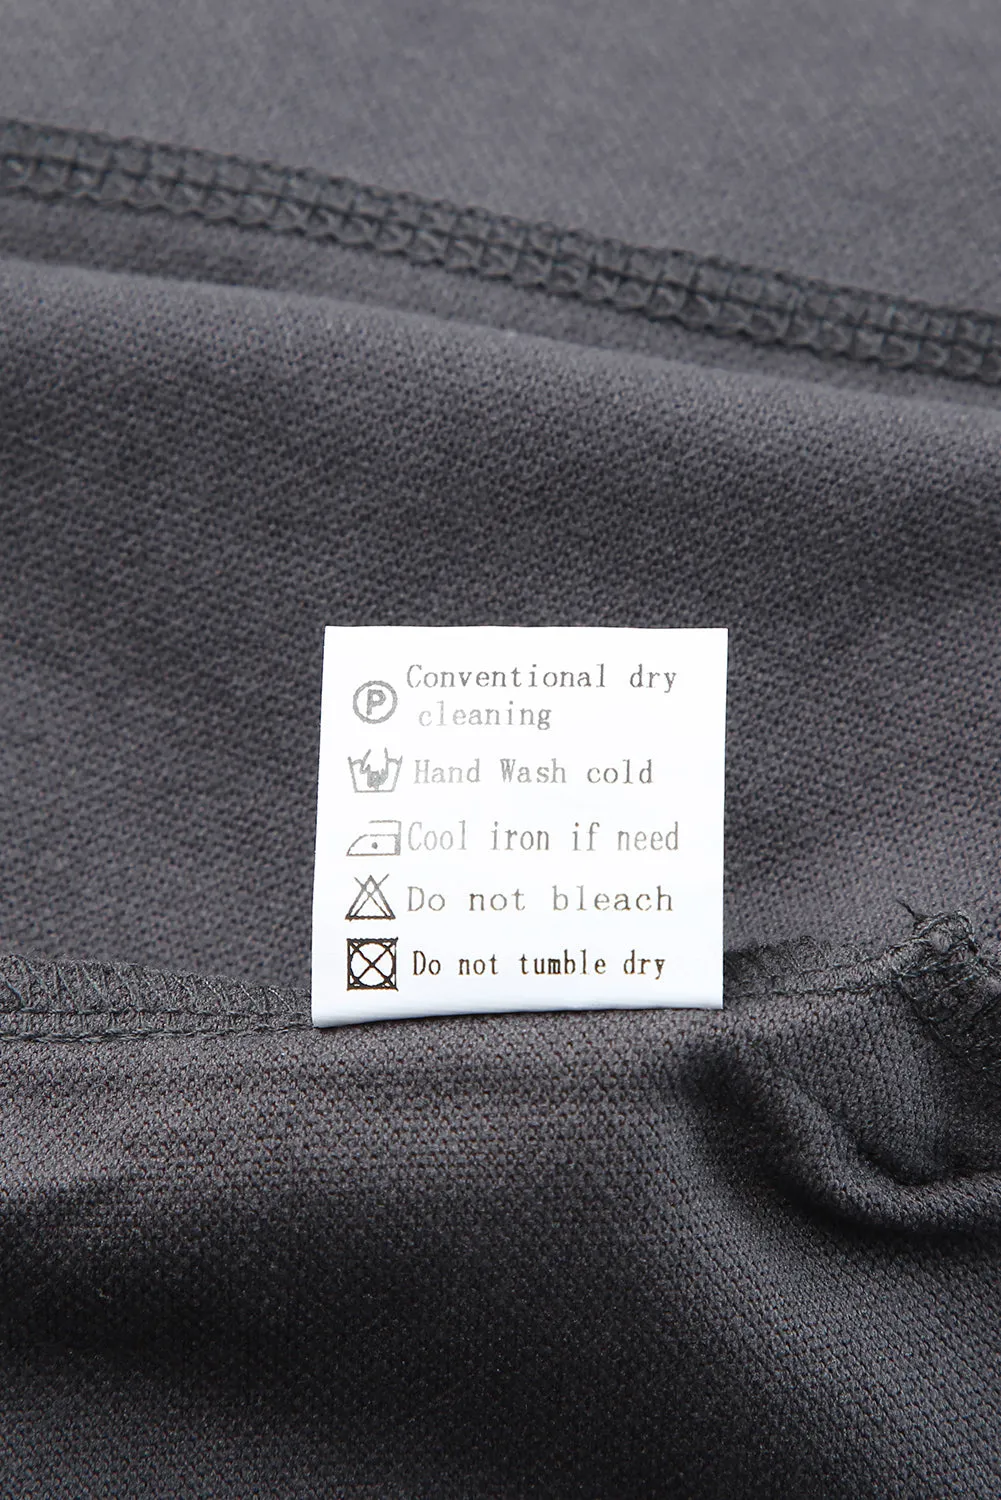 Conventional dry
cleaning
Hand Wash cold
Cool iron if need
Do not bleach
Do not tumble dry